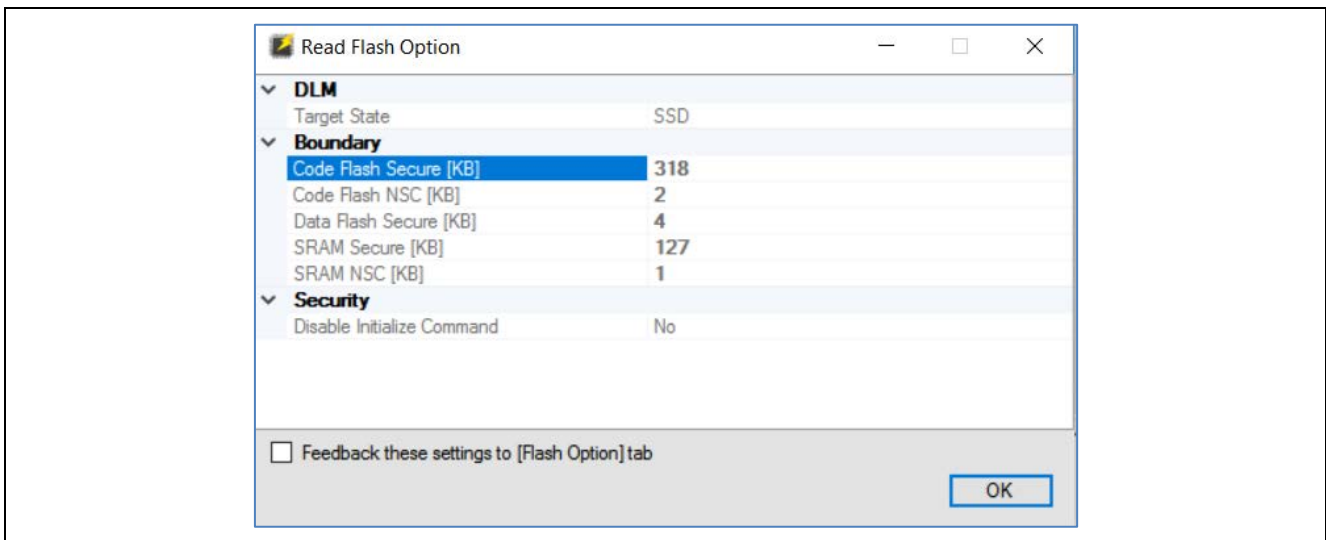 Read Flash Option
DLM
Target State SSD
Boundary
Code Flash Secure [KB] 318
Code Flash NSC [KB] 2
Data Flash Secure [KB] 4
SRAM Secure [KB] 127
SRAM NSC [KB] 1
Security
Disable Initialize Command No
Feedback these settings to [Flash Option] tab
OK